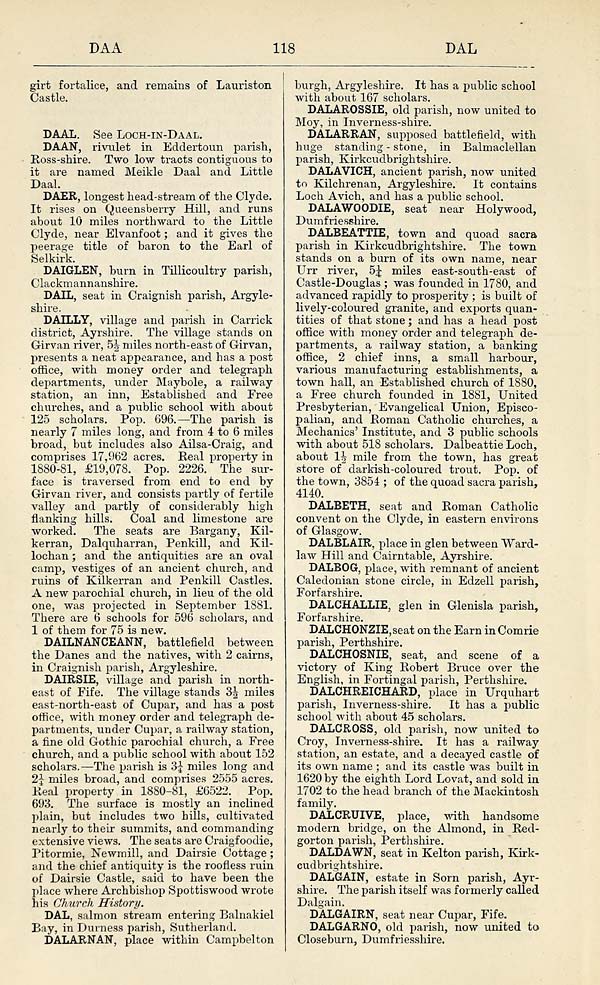 DAA 118 DAL
girt fortalice, and remains of Lauriston
Castle.
DAAL. See LOCH-IN-DAAL.
DAAN, rivulet in Eddertoun parish,
Ross-shire. Two low tracts contiguous to
it are named Meikle Daal and Little
Daal.
DAER, longest head-stream of the Clyde.
It rises on Queensberry Hill, and runs
about 10 miles northward to the Little
Clyde, near Elvanfoot; and it gives the
peerage title of baron to the Earl of
Selkirk.
DAIGLEN, burn in Tillicoultry parish,
Clackmannanshire.
DAIL, seat in Craignish parish, Argyle-
shire.
DAILLY, village and parish in Carrick
district, Ayrshire. The village stands on
Girvan river, 5½ miles north-east of Girvan,
presents a neat appearance, and has a post
office, with money order and telegraph
departments, under Maybole, a railway
station, an inn, Established and Free
churches, and a public school with about
125 scholars. Pop. 696.—The parish is
nearly 7 miles long, and from 4 to 6 miles
broad, but includes also Ailsa-Craig, and
comprises 17,962 acres. Real property in
1880-81, £19,078. Pop. 2226. The sur-
face is traversed from end to end by
Girvan river, and consists partly of fertile
valley and partly of considerably high
flanking hills. Coal and limestone are
worked. The seats are Bargany, Kil-
kerran, Dalquharran, Penkill, and Kil-
lochan; and the antiquities are an oval
camp, vestiges of an ancient church, and
ruins of Kilkerran and Penkill Castles.
A new parochial church, in lieu of the old
one, was projected in September 1881.
There are 6 schools for 596 scholars, and
1 of them for 75 is new.
DAILNANCEANN, battlefield between
the Danes and the natives, with 2 cairns,
in Craignish parish, Argyleshire.
DAIRSIE, village and parish in north-
east of Fife. The village stands 3½ miles
east-north-east of Cupar, and has a post
office, with money order and telegraph de-
partments, under Cupar, a railway station,
a fine old Gothic parochial church, a Free
church, and a public school with about 152
scholars.—The parish is 3¼ miles long and
2¼ miles broad, and comprises 2555 acres.
Real property in 1880-81, £6522. Pop.
693. The surface is mostly an inclined
plain, but includes two hills, cultivated
nearly to their summits, and commanding
extensive views. The seats are Craigfoodie,
Pitormie, Newmill, and Dairsie Cottage;
and the chief antiquity is the roofless ruin
of Dairsie Castle, said to have been the
place where Archbishop Spottiswood wrote
his Church History.
DAL, salmon stream entering Balnakiel
Bay, in Durness parish, Sutherland.
DALARNAN, place within Campbelton
burgh, Argyleshire. It has a public school
with about 167 scholars.
DALAROSSIE, old parish, now united to
Moy, in Inverness-shire.
DALARRAN, supposed battlefield, with
huge standing-stone, in Balmaclellan
parish, Kirkcudbrightshire.
DALAVICH, ancient parish, now united
to Kilchrenan, Argyleshire. It contains
Loch Avich, and has a public school.
DALAWOODIE, seat near Holywood,
Dumfriesshire.
DALBEATTIE, town and quoad sacra
parish in Kirkcudbrightshire. The town
stands on a burn of its own name, near
Urr river, 5¼ miles east-south-east of
Castle-Douglas; was founded in 1780, and
advanced rapidly to prosperity; is built of
lively-coloured granite, and exports quan-
tities of that stone; and has a head post
office with money order and telegraph de-
partments, a railway station, a banking
office, 2 chief inns, a small harbour,
various manufacturing establishments, a
town hall, an Established church of 1880,
a Free church founded in 1881, United
Presbyterian, Evangelical Union, Episco-
palian, and Roman Catholic churches, a
Mechanics' Institute, and 3 public schools
with about 518 scholars. Dalbeattie Loch,
about 1½ mile from the town, has great
store of darkish-coloured trout. Pop. of
the town, 3854; of the quoad sacra parish,
4140.
DALBETH, seat and Roman Catholic
convent on the Clyde, in eastern environs
of Glasgow.
DALBLAIR, place in glen between Ward-
law Hill and Cairntable, Ayrshire.
DALBOG, place, with remnant of ancient
Caledonian stone circle, in Edzell parish,
Forfarshire.
DALCHALLIE, glen in Glenisla parish,
Forfarshire.
DALCHONZIE, seat on the Earn in Comrie
parish, Perthshire.
DALCHOSNIE, seat, and scene of a
victory of King Robert Bruce over the
English, in Fortingal parish, Perthshire.
DALCHREICHARD, place in Urquhart
parish, Inverness-shire. It has a public
school with about 45 scholars.
DALCROSS, old parish, now united to
Croy, Inverness-shire. It has a railway
station, an estate, and a decayed castle of
its own name; and its castle was built in
1620 by the eighth Lord Lovat, and sold in
1702 to the head branch of the Mackintosh
family.
DALCRUIVE, place, with handsome
modern bridge, on the Almond, in Red-
gorton parish, Perthshire.
DALDAWN, seat in Kelton parish, Kirk-
cudbrightshire.
DALGAIN, estate in Sorn parish, Ayr-
shire. The parish itself was formerly called
Dalgain.
DALGAIRN, seat near Cupar, Fife.
DALGARNO, old parish, now united to
Closeburn, Dumfriesshire.